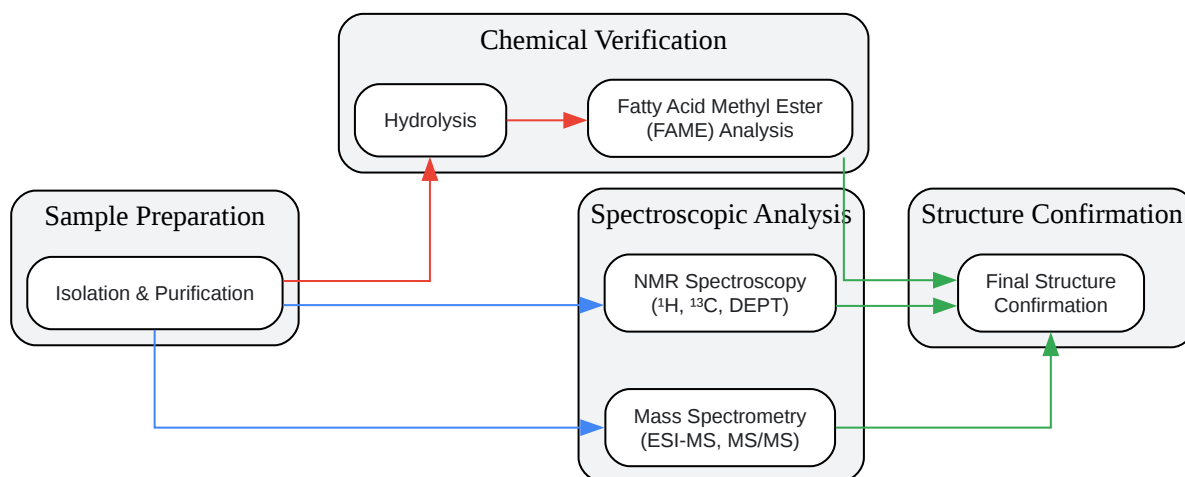 Chemical Verification
Hydrolysis
Fatty Acid Methyl Ester
(FAME) Analysis
Sample Preparation
Isolation & Purification
Spectroscopic Analysis
NMR Spectroscopy
(¹H, ¹³C, DEPT)
Mass Spectrometry
(ESI-MS, MS/MS)
Structure Confirmation
Final Structure
Confirmation